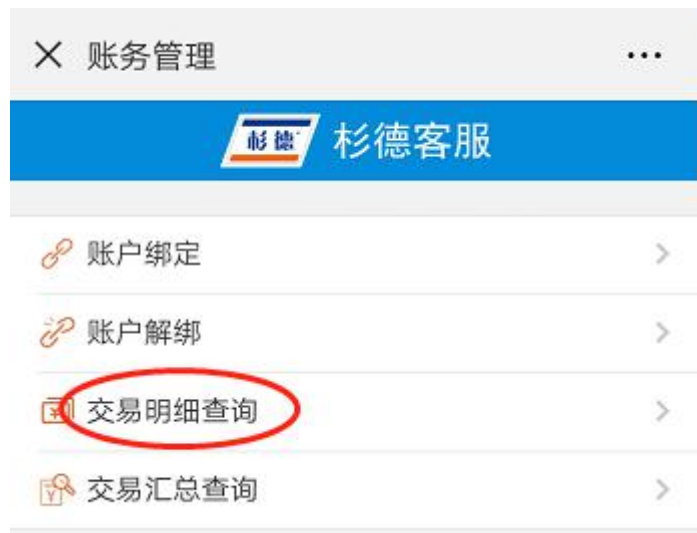 账务管理
杉德 杉德客服
账户绑定
账户解绑
交易明细查询
交易汇总查询